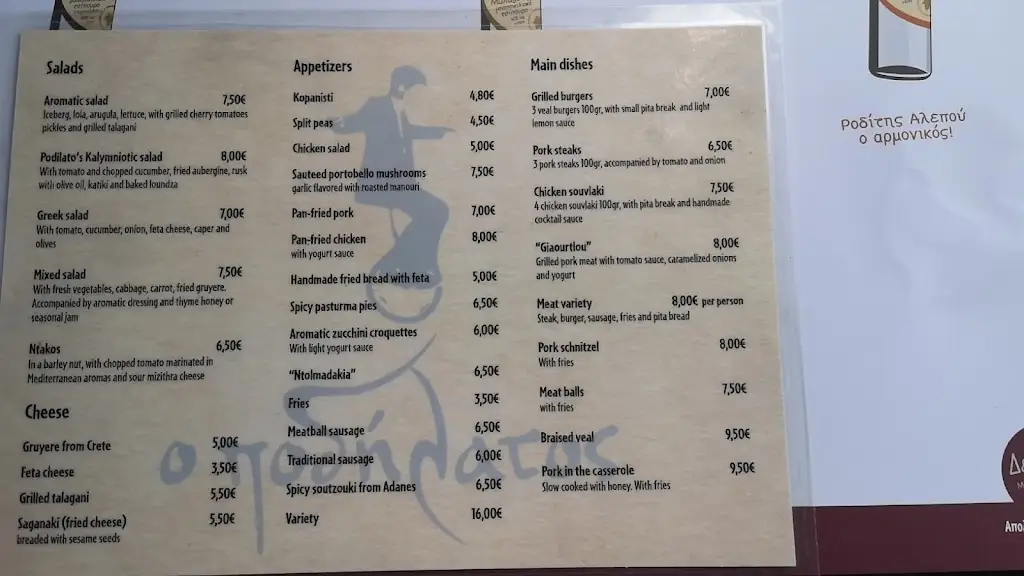 Salads
Aromatic salad 7,50€
Iceberg, lola, arugula, lettuce, with grilled cherry tomatoes
pickles and grilled talagani
Podilato's Kalymniotic salad 8,00€
With tomato and chopped cucumber, fried aubergine, rusk
with olive oil, katiki and baked loundza
Greek salad 7,00€
With tomato, cucumber, onion, feta cheese, caper and
olives
Mixed salad 7,50€
With fresh vegetables, cabbage, carrot, fried gruyere.
Accompanied by aromatic dressing and thyme honey or
seasonal jam
Ntakos 6,50€
In a barley nut, with chopped tomato marinated in
Mediterranean aromas and sour mizithra cheese
Cheese
Gruyere from Crete 5,00€
Feta cheese 3,50€
Grilled talagani 5,50€
Saganaki (fried cheese) 5,50€
breaded with sesame seeds
Appetizers
Kopanisti 4,80€
Split peas 4,50€
Chicken salad 5,00€
Sauteed portobello mushrooms 7,50€
garlic flavored with roasted manouri
Pan-fried pork 7,00€
Pan-fried chicken 8,00€
with yogurt sauce
Handmade fried bread with feta 5,00€
Spicy pasturma pies 6,50€
Aromatic zucchini croquettes 6,00€
With light yogurt sauce
"Ntolmadakia" 6,50€
Fries 3,50€
Meatball sausage 6,50€
Traditional sausage 6,00€
Spicy soutzouki from Adanes 6,50€
Variety 16,00€
Main dishes
Grilled burgers 7,00€
3 veal burgers 100gr, with small pita break and light
lemon sauce
Pork steaks 6,50€
3 pork steaks 100gr, accompanied by tomato and onion
Chicken souvlaki 7,50€
4 chicken souvlaki 100gr, with pita break and handmade
cocktail sauce
"Giaourtlou" 8,00€
Grilled pork meat with tomato sauce, caramelized onions
and yogurt
Meat variety 8,00€ per person
Steak, burger, sausage, fries and pita bread
Pork schnitzel 8,00€
With fries
Meat balls 7,50€
with fries
Braised veal 9,50€
Pork in the casserole 9,50€
Slow cooked with honey. With fries
ο ποδήλατος
Ροδίτης Αλεπού
ο αρμονικός!